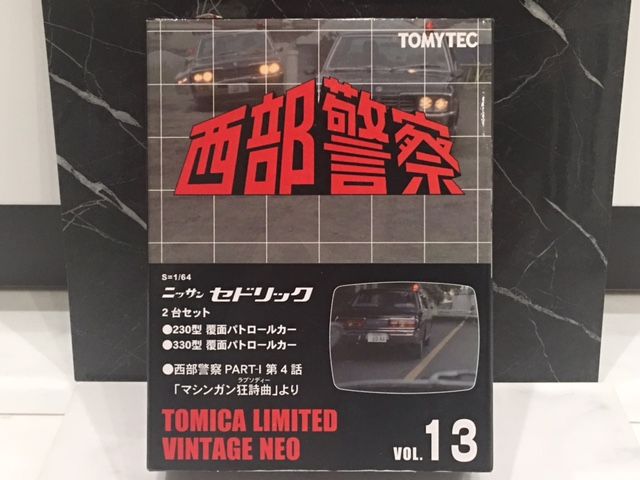 TOMYTEC
西部警察
S=1/64
ニッサン セドリック
2台セット
●230型 覆面パトロールカー
●330型 覆面パトロールカー
●西部警察 PART-I 第4話
ラプソディー
「マシンガン狂詩曲」より
TOMICA LIMITED
VINTAGE NEO
VOL. 13